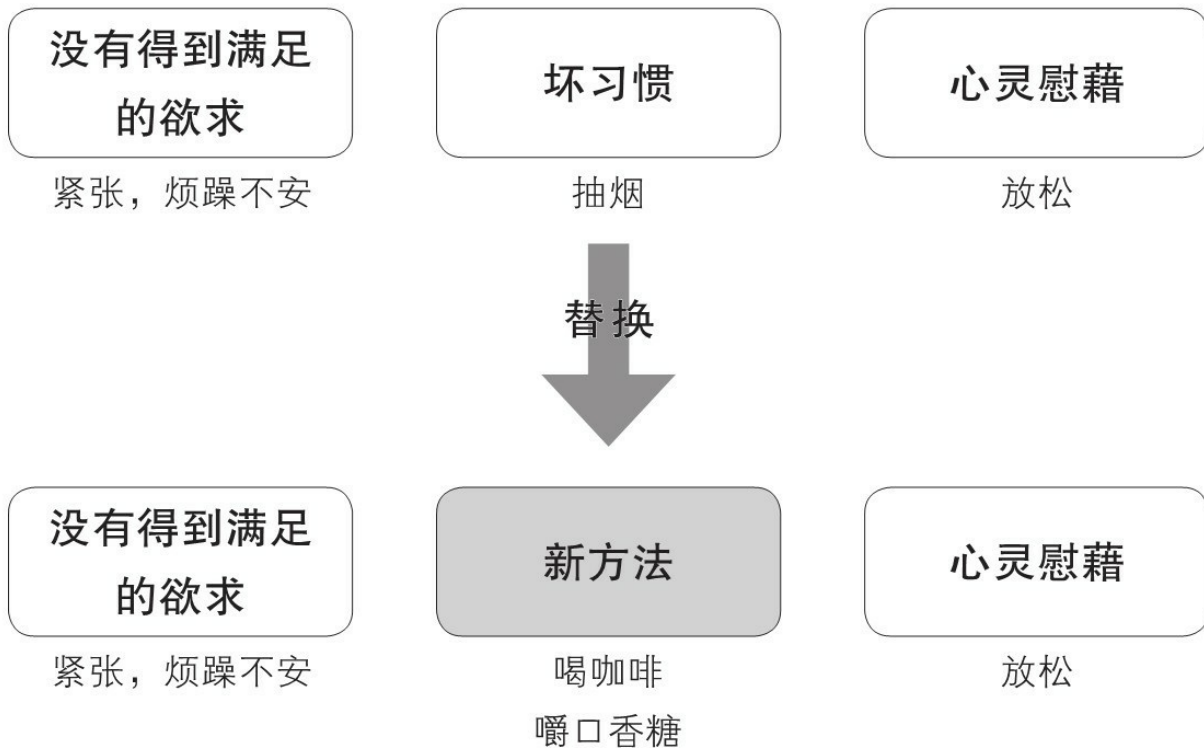 没有得到满足
的欲求
坏习惯
心灵慰藉
紧张，烦躁不安
抽烟
放松
替换
没有得到满足
的欲求
新方法
心灵慰藉
紧张，烦躁不安
喝咖啡
放松
嚼口香糖